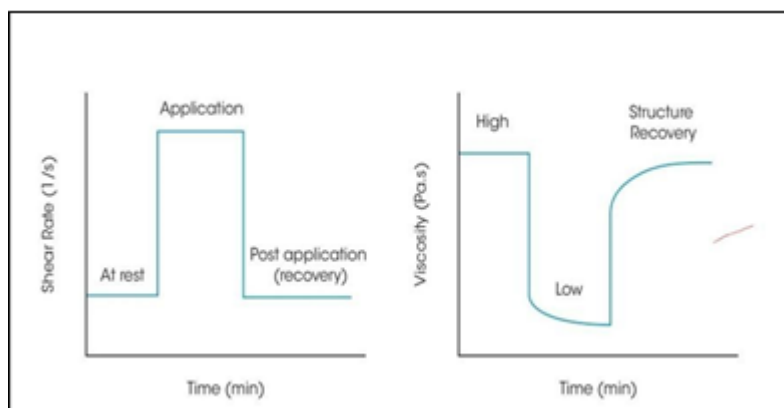 Application
Shear Rate (1/s)
At rest
Post application
(recovery)
Time (min)
High
Structure
Recovery
Viscosity (Pa.s)
Low
Time (min)